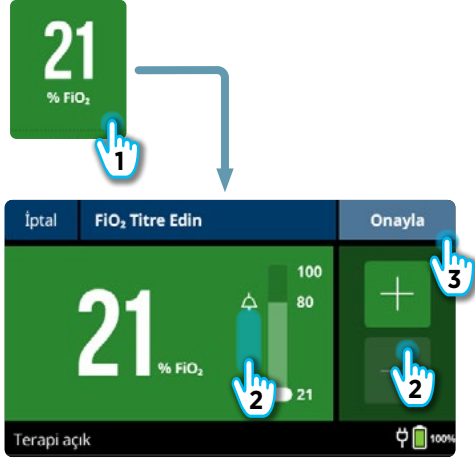 21
% FiO₂
1
İptal
FiO₂ Titre Edin
Onayla
3
100
80
21 % FiO₂
2
21
2
Terapi açık
100%